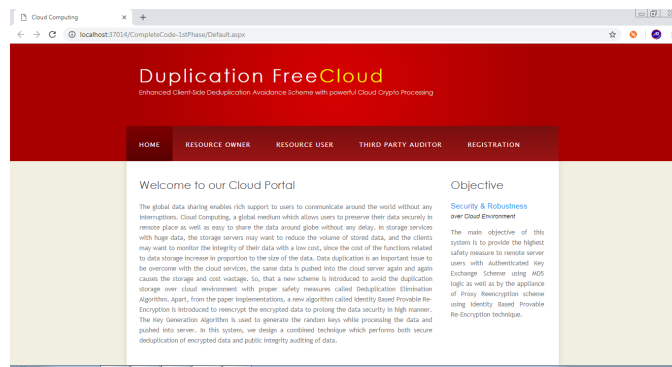 Cloud Computing
localhost:37014/CompleteCode-1stPhase/Default.aspx
Duplication FreeCloud
Enhanced Client-Side Deduplication Avoidance Scheme with powerful Cloud Crypto Processing
HOME RESOURCE OWNER RESOURCE USER THIRD PARTY AUDITOR REGISTRATION
Welcome to our Cloud Portal
The global data sharing enables rich support to users to communicate around the world without any
interruptions. Cloud Computing, a global medium which allows users to preserve their data securely in
remote place as well as easy to share the data around globe without any delay. In storage services
with huge data, the storage servers may want to reduce the volume of stored data, and the clients
may want to monitor the integrity of their data with a low cost, since the cost of the functions related
to data storage increase in proportion to the size of the data. Data duplication is an important issue to
be overcome with the cloud services, the same data is pushed into the cloud server again and again
causes the storage and cost wastage. So, that a new scheme is introduced to avoid the duplication
storage over cloud environment with proper safety measures called Deduplication Elimination
Algorithm. Apart, from the paper implementations, a new algorithm called Identity Based Provable Re-
Encryption is introduced to reencrypt the encrypted data to prolong the data security in high manner.
The Key Generation Algorithm is used to generate the random keys while processing the data and
pushed into server. In this system, we design a combined technique which performs both secure
deduplication of encrypted data and public integrity auditing of data.
Objective
Security & Robustness
over Cloud Environment
The main objective of this
system is to provide the highest
safety measure to remote server
users with Authenticated Key
Exchange Scheme using MD5
logic as well as by the appliance
of Proxy Reencryption scheme
using Identity Based Provable
Re-Encryption technique.